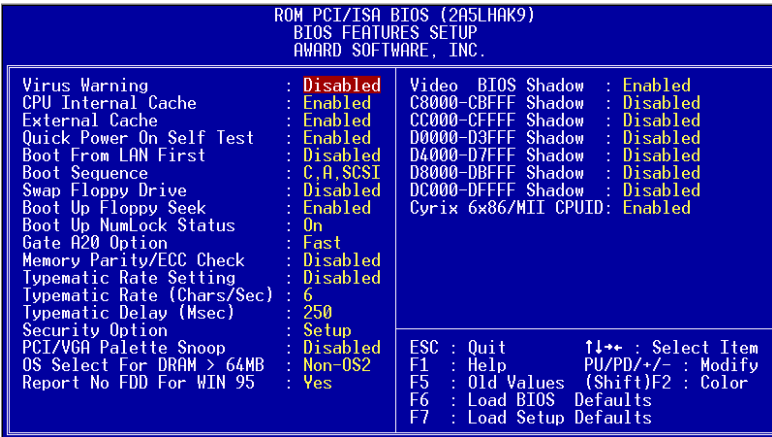 ROM PCI/ISA BIOS (2A5LHAK9)
BIOS FEATURES SETUP
AWARD SOFTWARE, INC.
Virus Warning : Disabled
CPU Internal Cache : Enabled
External Cache : Enabled
Quick Power On Self Test : Enabled
Boot From LAN First : Disabled
Boot Sequence : C,A,SCSI
Swap Floppy Drive : Disabled
Boot Up Floppy Seek : Enabled
Boot Up NumLock Status : On
Gate A20 Option : Fast
Memory Parity/ECC Check : Disabled
Typematic Rate Setting : Disabled
Typematic Rate (Chars/Sec) : 6
Typematic Delay (Msec) : 250
Security Option : Setup
PCI/VGA Palette Snoop : Disabled
OS Select For DRAM > 64MB : Non-OS2
Report No FDD For WIN 95 : Yes
Video BIOS Shadow : Enabled
C8000-CBFFF Shadow : Disabled
CC000-CFFFF Shadow : Disabled
D0000-D3FFF Shadow : Disabled
D4000-D7FFF Shadow : Disabled
D8000-DBFFF Shadow : Disabled
DC000-DFFFF Shadow : Disabled
Cyrix 6x86/MII CPUID: Enabled
ESC : Quit ↑↓→← : Select Item
F1 : Help PU/PD/+/- : Modify
F5 : Old Values (Shift)F2 : Color
F6 : Load BIOS Defaults
F7 : Load Setup Defaults